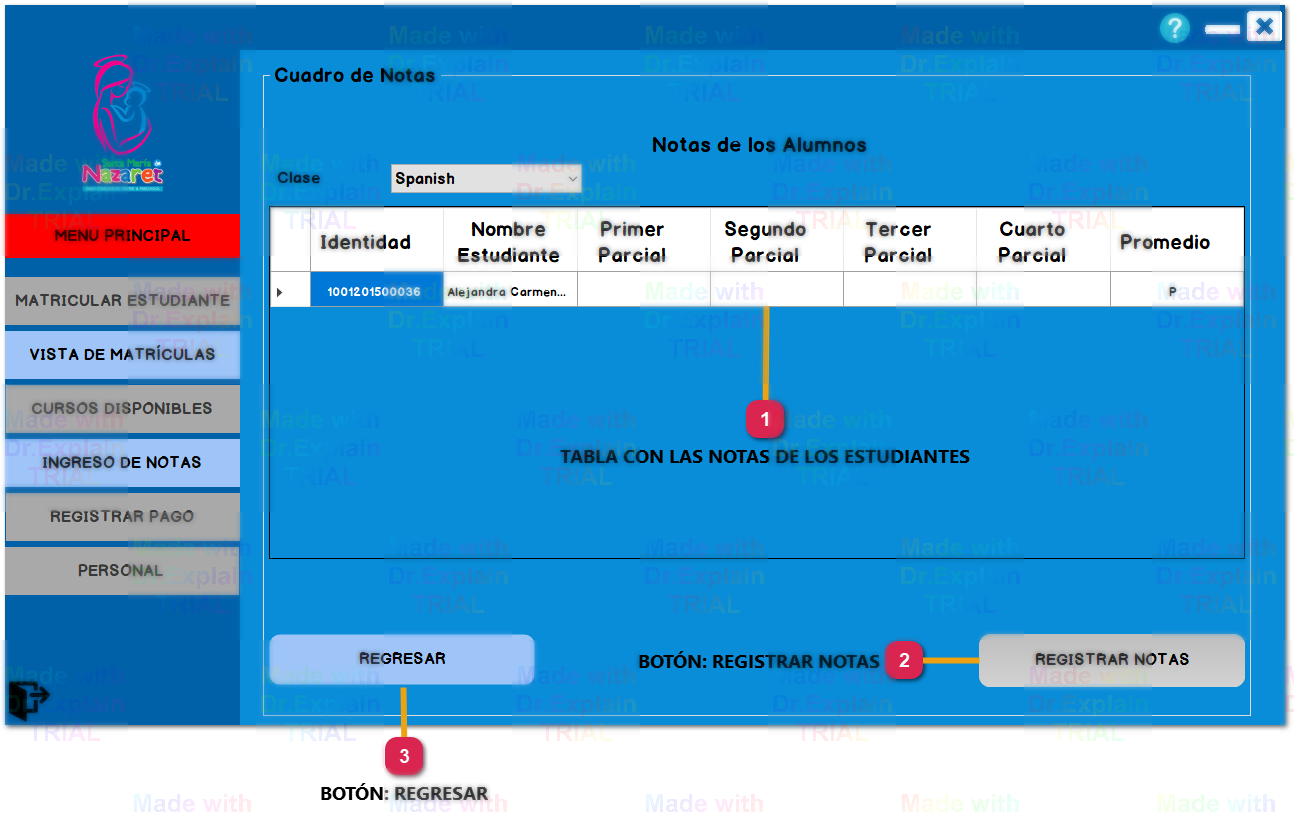 ?
Cuadro de Notas
Notas de los Alumnos
Santa María de
Nazaret
Clase
Spanish
MENU PRINCIPAL
MATRICULAR ESTUDIANTE
VISTA DE MATRÍCULAS
CURSOS DISPONIBLES
INGRESO DE NOTAS
REGISTRAR PAGO
PERSONAL
Identidad
Nombre
Estudiante
Primer
Parcial
Segundo
Parcial
Tercer
Parcial
Cuarto
Parcial
Promedio
1001201500036
Alejandra Carmen...
P
1
TABLA CON LAS NOTAS DE LOS ESTUDIANTES
REGRESAR
BOTÓN: REGISTRAR NOTAS
2
REGISTRAR NOTAS
3
BOTÓN: REGRESAR
Made with
Dr.Explain
TRIAL